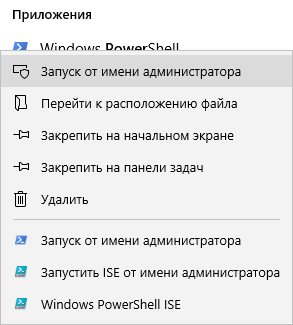 Приложения
Windows PowerShell
Запуск от имени администратора
Перейти к расположению файла
Закрепить на начальном экране
Закрепить на панели задач
Удалить
Запуск от имени администратора
Запустить ISE от имени администратора
Windows PowerShell ISE